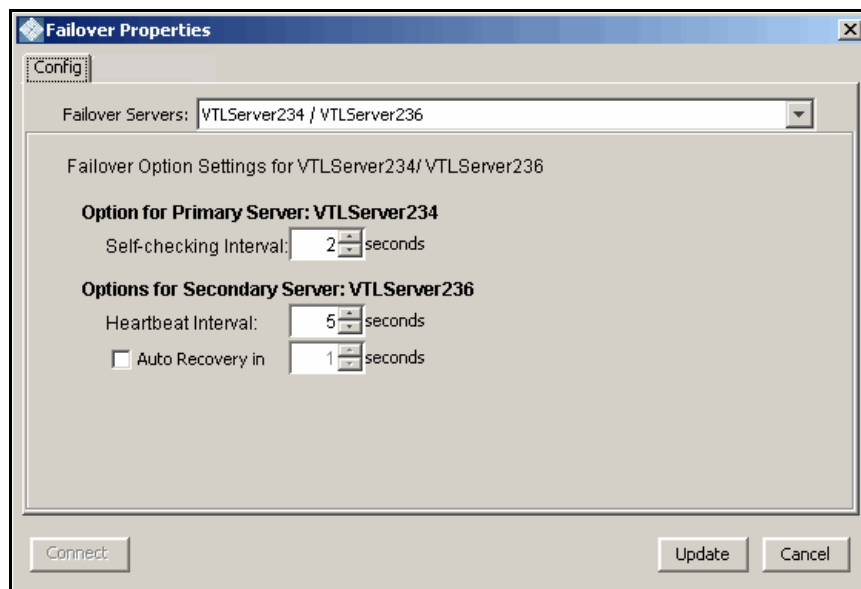 Failover Properties
Config
Failover Servers: VTLServer234 / VTLServer236
Failover Option Settings for VTLServer234/ VTLServer236
Option for Primary Server: VTLServer234
Self-checking Interval: 2 seconds
Options for Secondary Server: VTLServer236
Heartbeat Interval: 5 seconds
Auto Recovery in 1 seconds
Connect Update Cancel